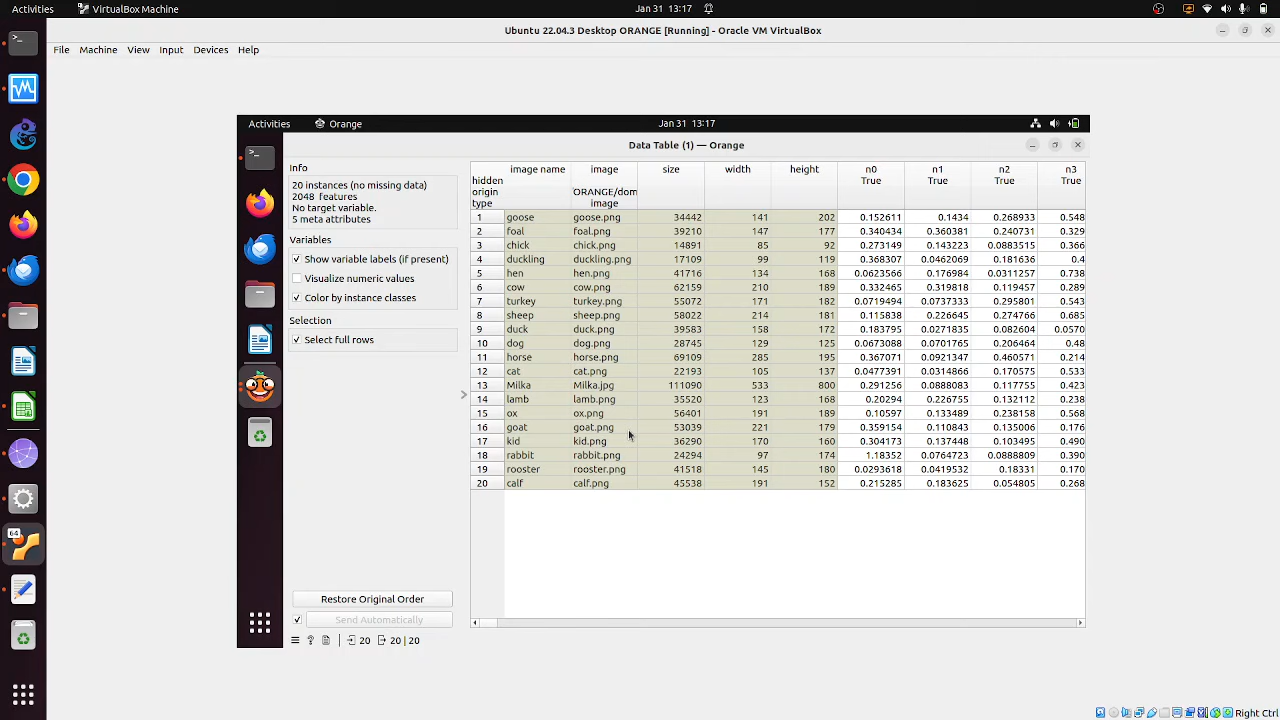 Activities VirtualBox Machine Jan 31 13:17
Ubuntu 22.04.3 Desktop ORANGE [Running] - Oracle VM VirtualBox
File Machine View Input Devices Help
Activities Orange Jan 31 13:17
Data Table (1) — Orange
Info
20 instances (no missing data)
2048 features
No target variable.
5 meta attributes
Variables
Show variable labels (if present)
Visualize numeric values
Color by instance classes
Selection
Select full rows
Restore Original Order
Send Automatically
20 20 | 20
image name image size width height n0 n1 n2 n3
hidden True True True True
origin ORANGE/dom
type image
1 goose goose.png 34442 141 202 0.152611 0.1434 0.268933 0.548
2 foal foal.png 39210 147 177 0.340434 0.360381 0.240731 0.329
3 chick chick.png 14891 85 92 0.273149 0.143223 0.0883515 0.366
4 duckling duckling.png 17109 99 119 0.368307 0.0462069 0.181636 0.4
5 hen hen.png 41716 134 168 0.0623566 0.176984 0.0311257 0.738
6 cow cow.png 62159 210 189 0.332465 0.319818 0.119457 0.289
7 turkey turkey.png 55072 171 182 0.0719494 0.0737333 0.295801 0.543
8 sheep sheep.png 58022 214 181 0.115838 0.226645 0.274766 0.685
9 duck duck.png 39583 158 172 0.183795 0.0271835 0.082604 0.0570
10 dog dog.png 28745 129 125 0.0673088 0.0701765 0.206464 0.48
11 horse horse.png 69109 285 195 0.367071 0.0921347 0.460571 0.214
12 cat cat.png 22193 105 137 0.0477391 0.0314866 0.170575 0.533
13 Milka Milka.jpg 111090 533 800 0.291256 0.0888083 0.117755 0.423
14 lamb lamb.png 35520 123 168 0.20294 0.226755 0.132112 0.238
15 ox ox.png 56401 191 189 0.10597 0.133489 0.238158 0.568
16 goat goat.png 53039 221 179 0.359154 0.110843 0.135006 0.176
17 kid kid.png 36290 170 160 0.304173 0.137448 0.103495 0.490
18 rabbit rabbit.png 24294 97 174 1.18352 0.0764723 0.0888809 0.390
19 rooster rooster.png 41518 145 180 0.0293618 0.0419532 0.18331 0.170
20 calf calf.png 45538 191 152 0.215285 0.183625 0.054805 0.268
64
Right Ctrl